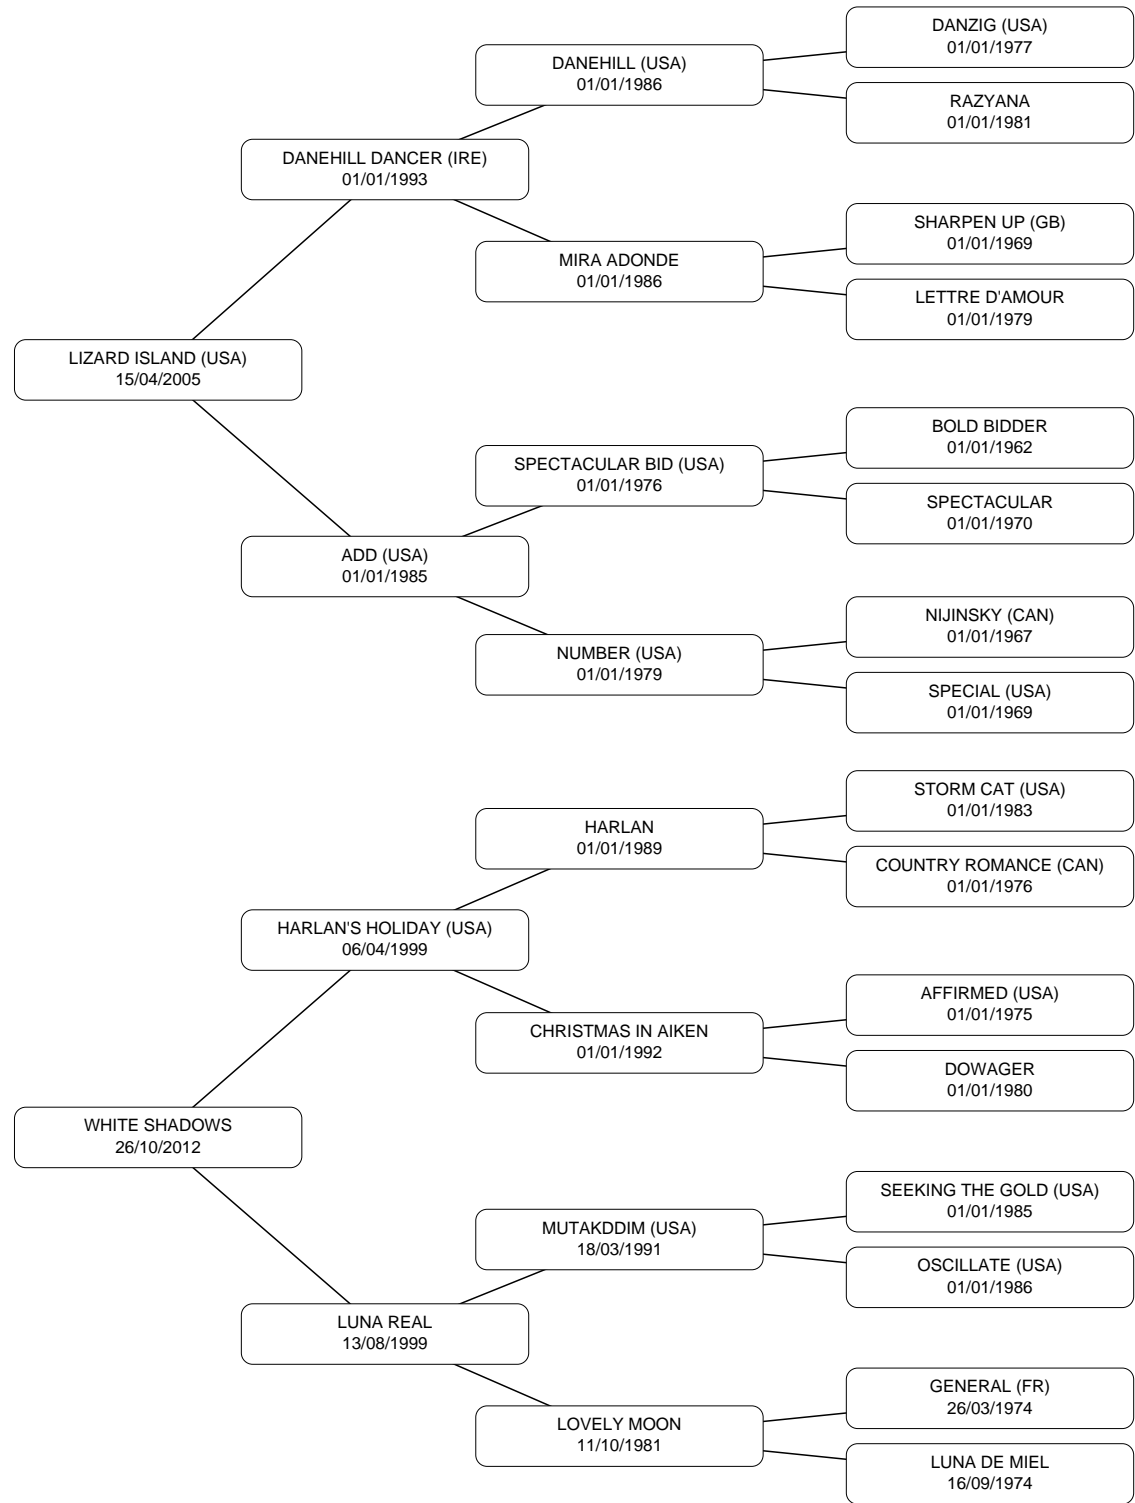 DANZIG (USA)
01/01/1977
DANEHILL (USA)
01/01/1986
RAZYANA
01/01/1981
DANEHILL DANCER (IRE)
01/01/1993
SHARPEN UP (GB)
01/01/1969
MIRA ADONDE
01/01/1986
LETTRE D'AMOUR
01/01/1979
LIZARD ISLAND (USA)
15/04/2005
BOLD BIDDER
01/01/1962
SPECTACULAR BID (USA)
01/01/1976
SPECTACULAR
01/01/1970
ADD (USA)
01/01/1985
NIJINSKY (CAN)
01/01/1967
NUMBER (USA)
01/01/1979
SPECIAL (USA)
01/01/1969
STORM CAT (USA)
01/01/1983
HARLAN
01/01/1989
COUNTRY ROMANCE (CAN)
01/01/1976
HARLAN'S HOLIDAY (USA)
06/04/1999
AFFIRMED (USA)
01/01/1975
CHRISTMAS IN AIKEN
01/01/1992
DOWAGER
01/01/1980
WHITE SHADOWS
26/10/2012
SEEKING THE GOLD (USA)
01/01/1985
MUTAKDDIM (USA)
18/03/1991
OSCILLATE (USA)
01/01/1986
LUNA REAL
13/08/1999
GENERAL (FR)
26/03/1974
LOVELY MOON
11/10/1981
LUNA DE MIEL
16/09/1974